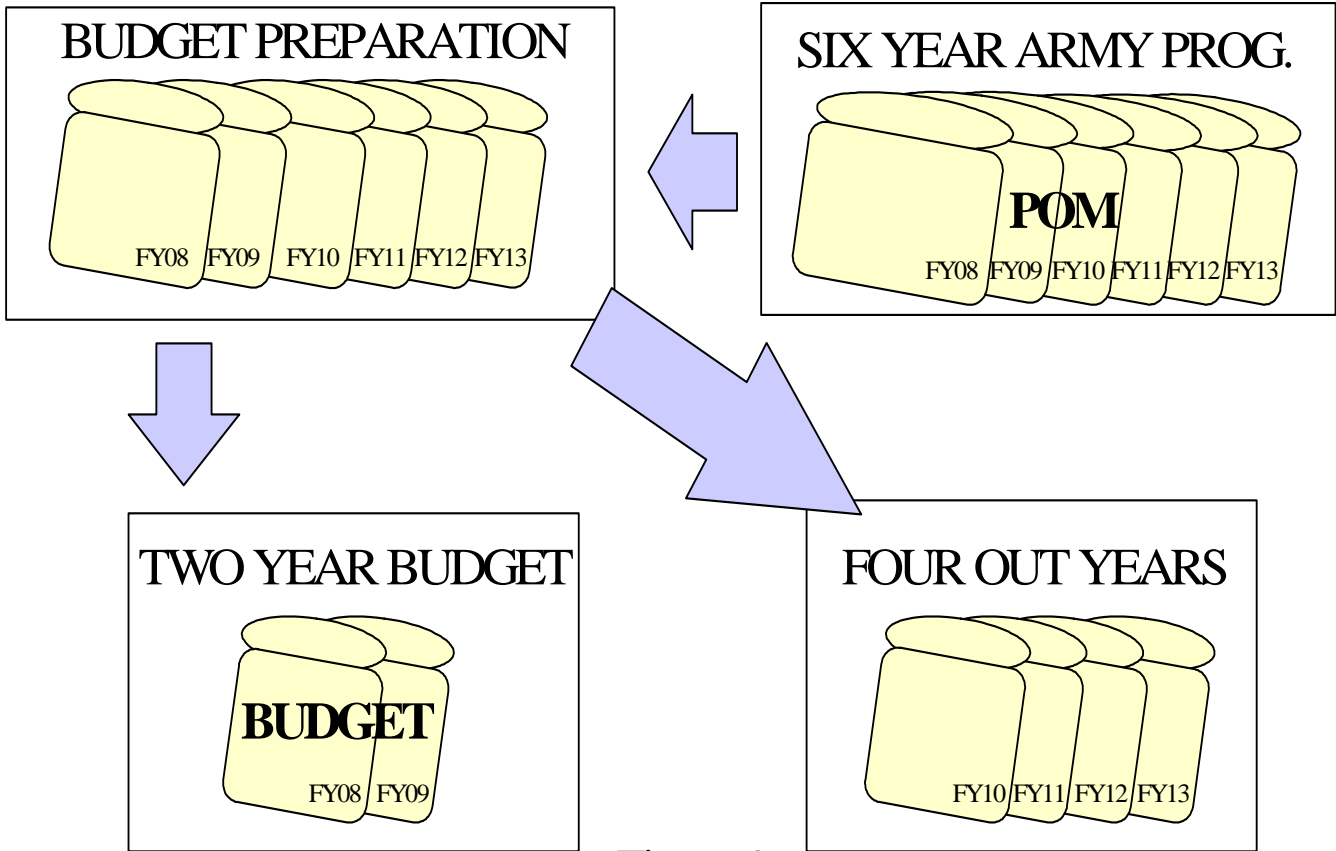 BUDGET PREPARATION
FY08 FY09 FY10 FY11 FY12 FY13
SIX YEAR ARMY PROG.
POM
FY08 FY09 FY10 FY11 FY12 FY13
TWO YEAR BUDGET
BUDGET
FY08 FY09
FOUR OUT YEARS
FY10 FY11 FY12 FY13